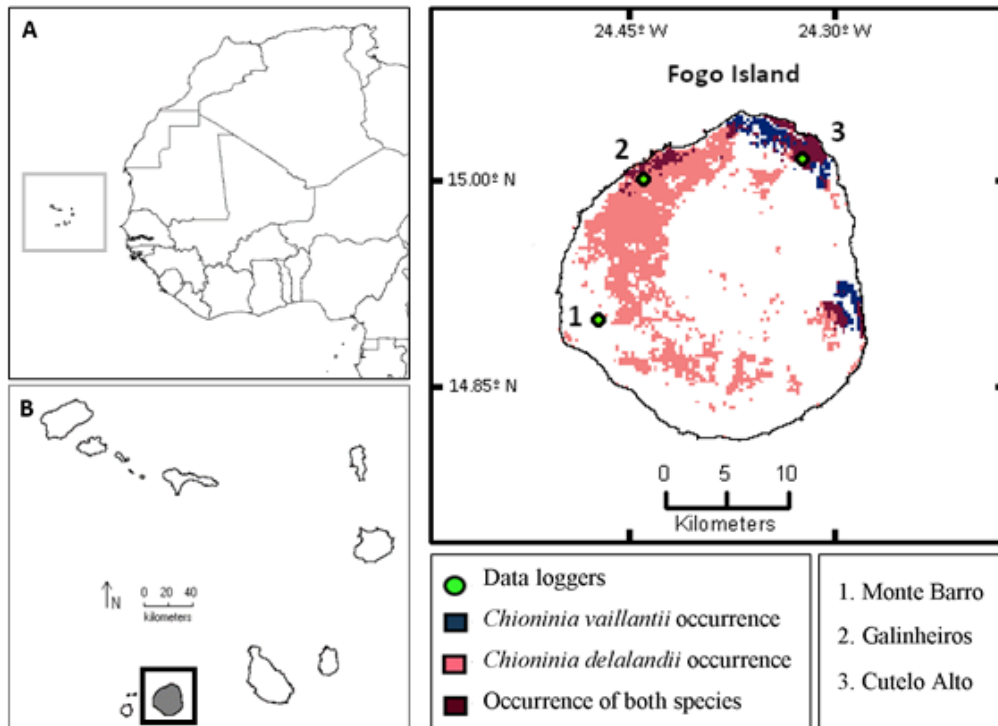 A
B
N
0 20 40
kilometers
24.45º W
24.30º W
Fogo Island
15.00º N
14.85º N
1
2
3
0 5 10
Kilometers
Data loggers
Chioninia vaillantii occurrence
Chioninia delalandii occurrence
Occurrence of both species
1. Monte Barro
2. Galinheiros
3. Cutelo Alto